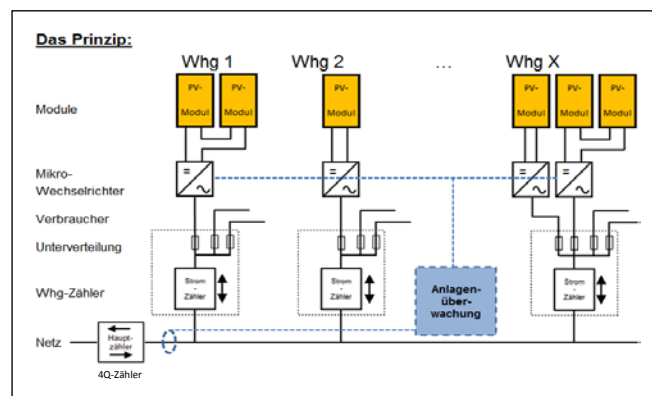 Das Prinzip:
Whg 1
Whg 2
...
Whg X
Module
PV-
Modul
PV-
Modul
PV-
Modul
PV-
Modul
PV-
Modul
PV-
Modul
Mikro-
Wechselrichter
=
=
=
=
Verbraucher
Unterverteilung
Whg-Zähler
Strom
-
Zähler
Strom
-
Zähler
Anlagen-
über-
wachung
Strom
-
Zähler
Netz
Haupt-
zähler
4Q-Zähler